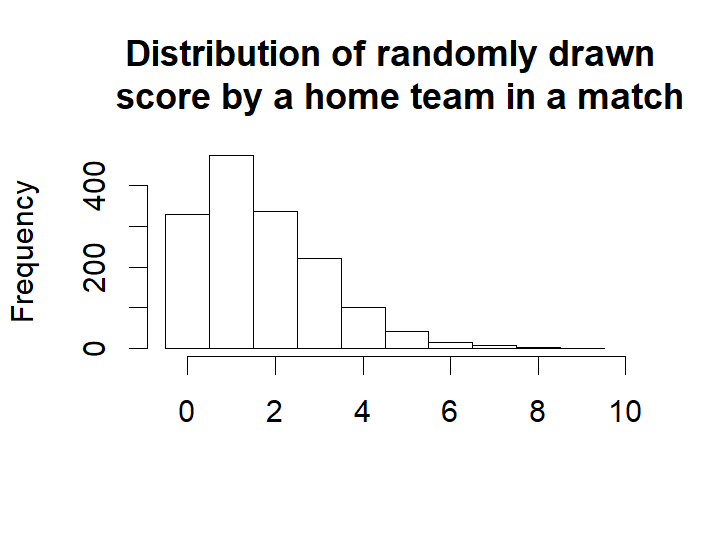 Distribution of randomly drawn
score by a home team in a match
Frequency
400
200
0
0 2 4 6 8 10